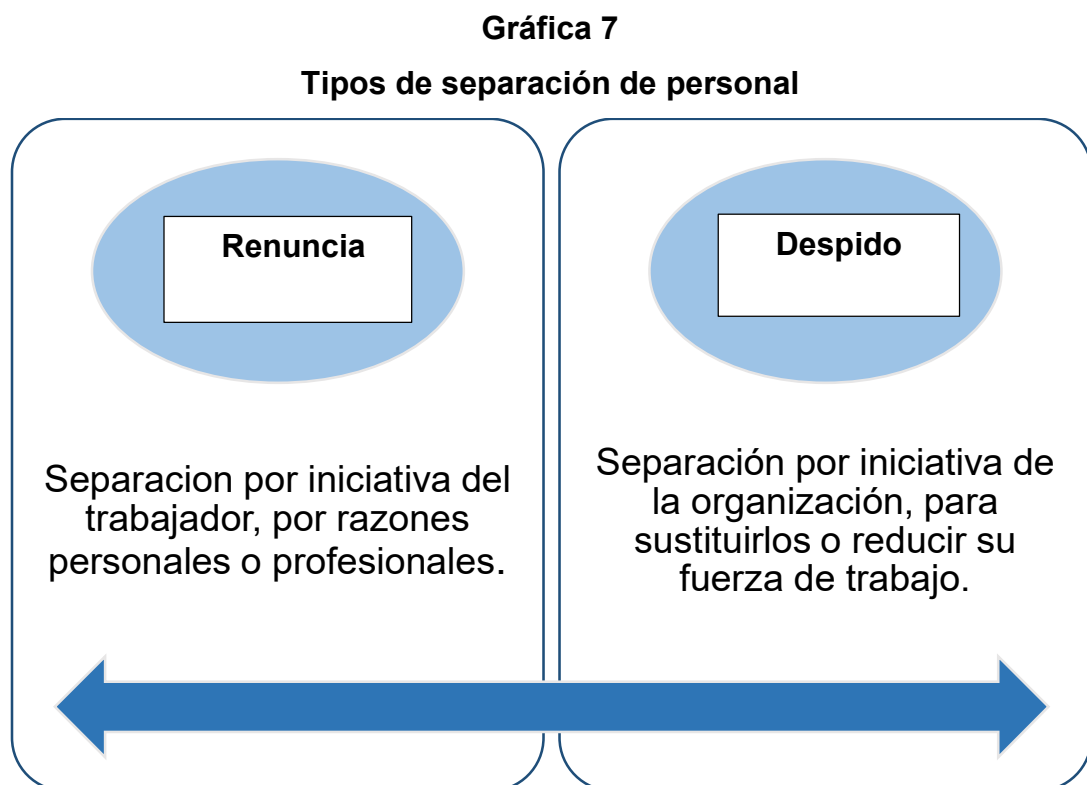 Gráfica 7
Tipos de separación de personal
Renuncia
Separacion por iniciativa del
trabajador, por razones
personales o profesionales.
Despido
Separación por iniciativa de
la organización, para
sustituirlos o reducir su
fuerza de trabajo.